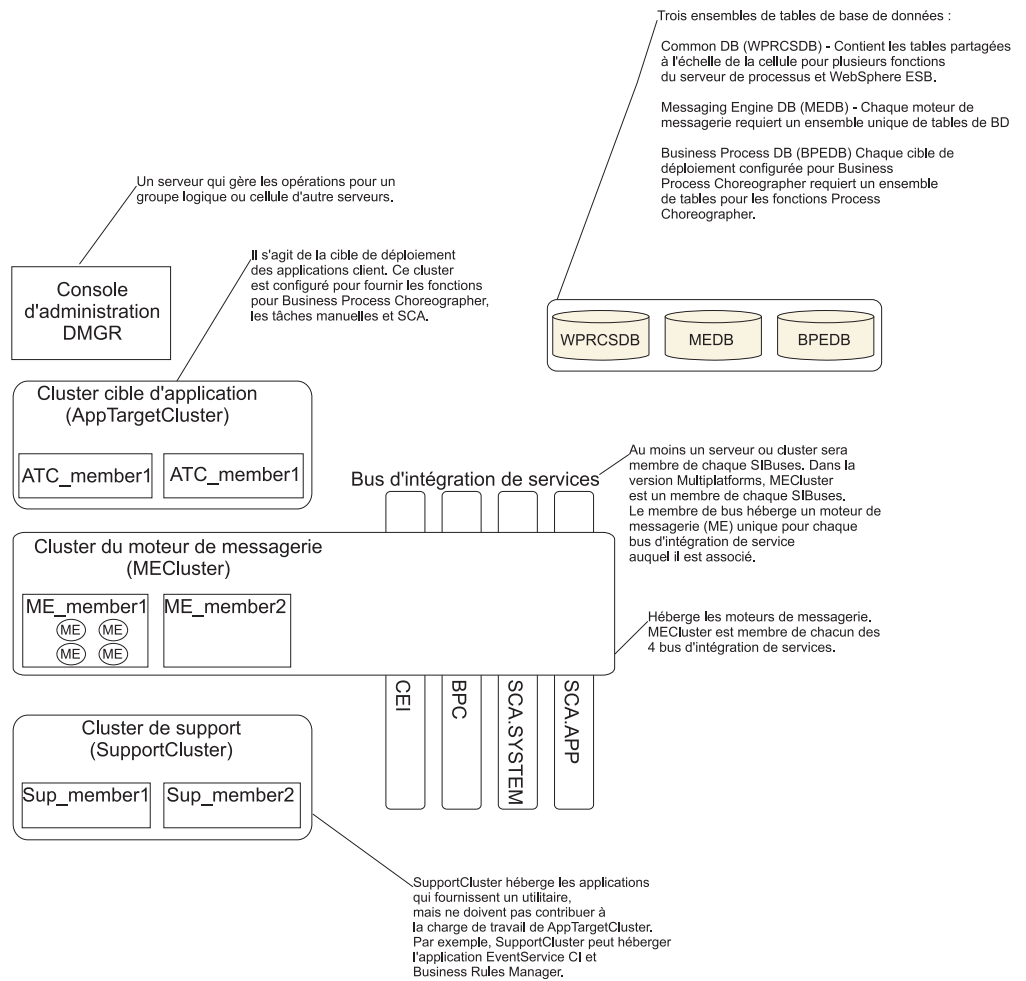 Trois ensembles de tables de base de données :
Common DB (WPRCSDB) - Contient les tables partagées
à l'échelle de la cellule pour plusieurs fonctions
du serveur de processus et WebSphere ESB.
Messaging Engine DB (MEDB) - Chaque moteur de
messagerie requiert un ensemble unique de tables de BD
Business Process DB (BPEDB) Chaque cible de
déploiement configurée pour Business
Process Choreographer requiert un ensemble
de tables pour les fonctions Process
Choreographer.
Un serveur qui gère les opérations pour un
groupe logique ou cellule d'autre serveurs.
Il s'agit de la cible de déploiement
des applications client. Ce cluster
est configuré pour fournir les fonctions
pour Business Process Choreographer,
les tâches manuelles et SCA.
Console
d'administration
DMGR
WPRCSDB
MEDB
BPEDB
Cluster cible d'application
(AppTargetCluster)
ATC_member1
ATC_member1
Bus d'intégration de services
Au moins un serveur ou cluster sera
membre de chaque SIBuses. Dans la
version Multiplatforms, MECluster
est un membre de chaque SIBuses.
Le membre de bus héberge un moteur de
messagerie (ME) unique pour chaque
bus d'intégration de service
auquel il est associé.
Cluster du moteur de messagerie
(MECluster)
ME_member1
ME ME
ME ME
ME_member2
Héberge les moteurs de messagerie.
MECluster est membre de chacun des
4 bus d'intégration de services.
CEI
BPC
SCA.SYSTEM
SCA.APP
Cluster de support
(SupportCluster)
Sup_member1
Sup_member2
SupportCluster héberge les applications
qui fournissent un utilitaire,
mais ne doivent pas contribuer à
la charge de travail de AppTargetCluster.
Par exemple, SupportCluster peut héberger
l'application EventService CI et
Business Rules Manager.